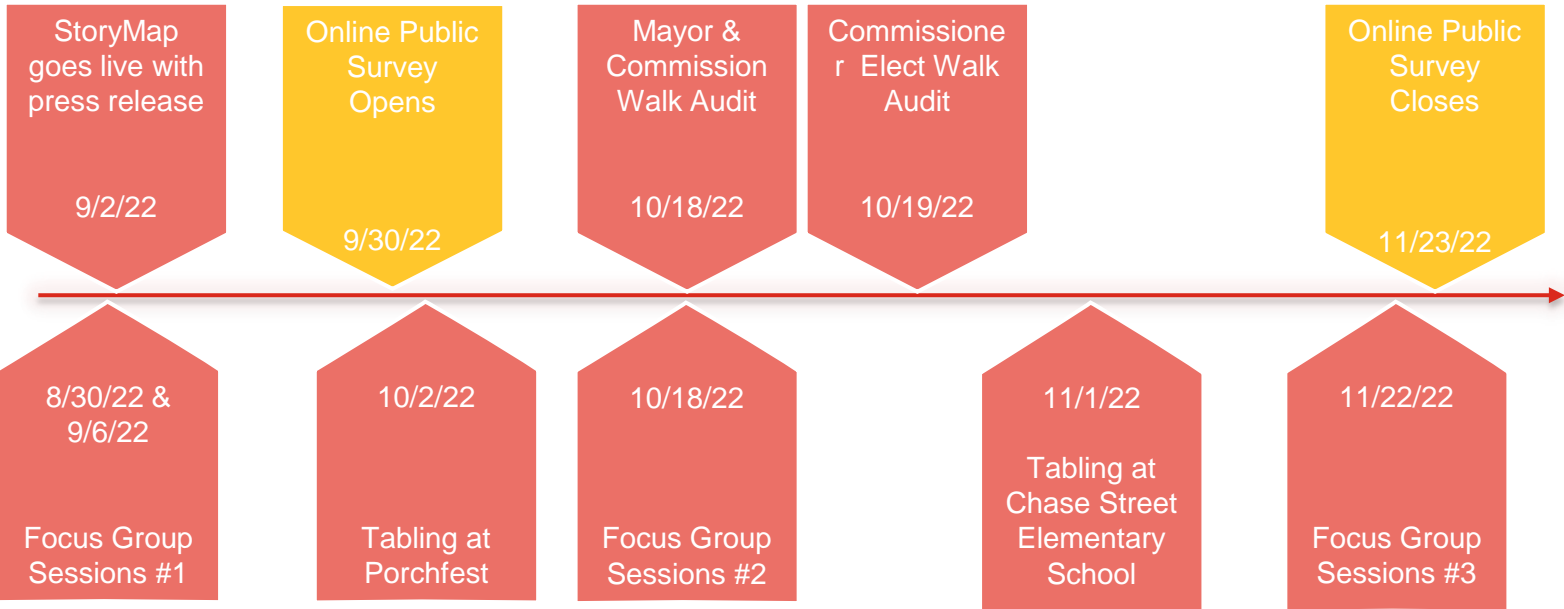 StoryMap
goes live with
press release
9/2/22
Online Public
Survey
Opens
9/30/22
Mayor &
Commission
Walk Audit
10/18/22
Commissione
r Elect Walk
Audit
10/19/22
Online Public
Survey
Closes
11/23/22
8/30/22 &
9/6/22
Focus Group
Sessions #1
10/2/22
Tabling at
Porchfest
10/18/22
Focus Group
Sessions #2
11/1/22
Tabling at
Chase Street
Elementary
School
11/22/22
Focus Group
Sessions #3